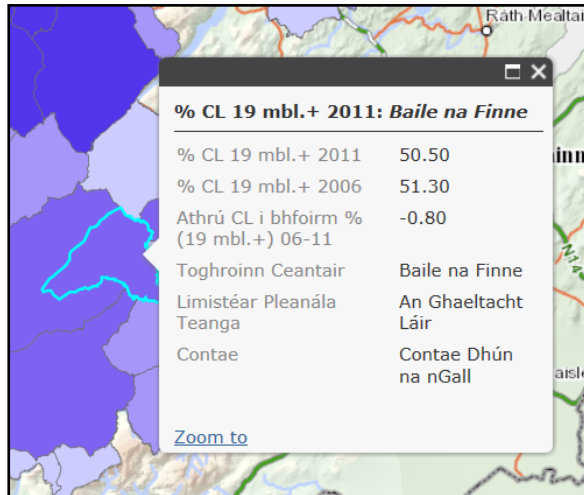 Ráth Mealtai
% CL 19 mbl.+ 2011: Baile na Finne
% CL 19 mbl.+ 2011 50.50
% CL 19 mbl.+ 2006 51.30
Athrú CL i bhfoirm % -0.80
(19 mbl.+) 06-11
Toghroinn Ceantair Baile na Finne
Limistéar Pleanála An Ghaeltacht
Teanga Láir
Contae Contae Dhún
na nGall
Zoom to
N14